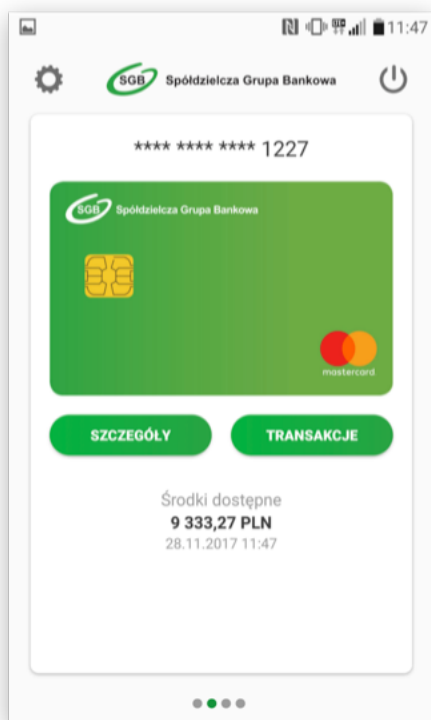 11:47
SGB Spółdzielcza Grupa Bankowa
**** **** **** 1227
SGB Spółdzielcza Grupa Bankowa
mastercard
SZCZEGÓŁY
TRANSAKCJE
Środki dostępne
9 333,27 PLN
28.11.2017 11:47